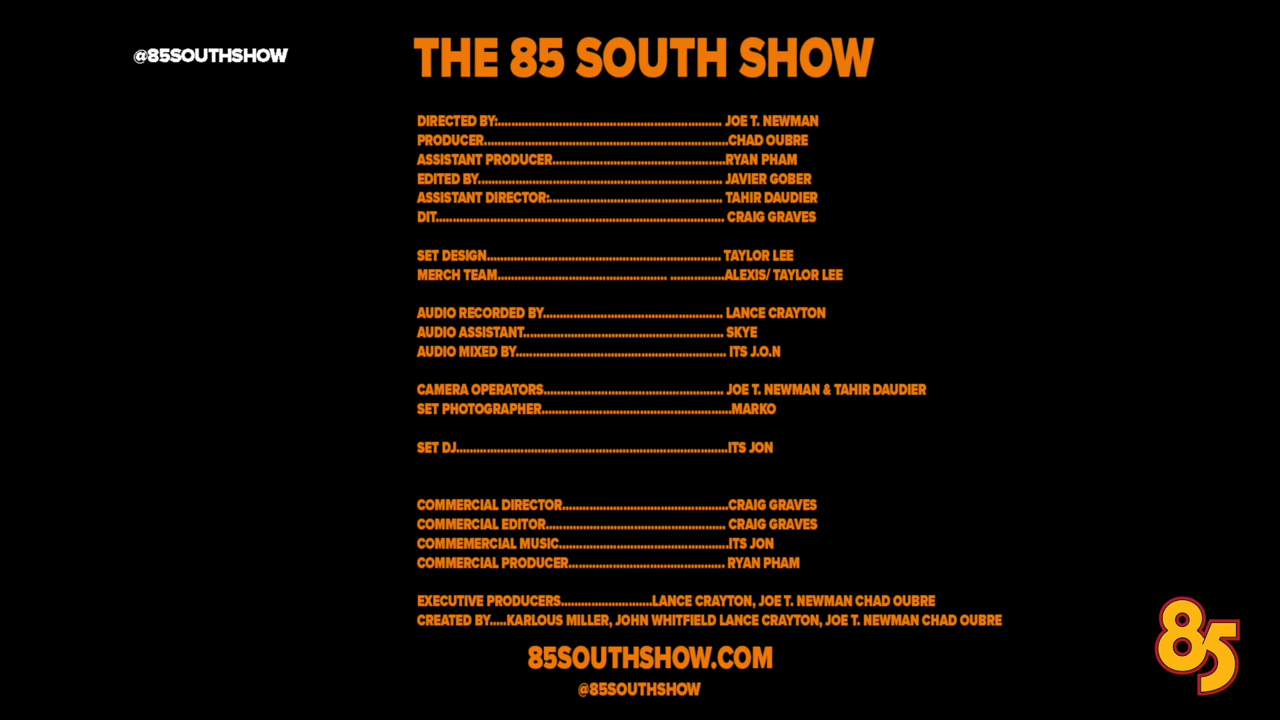 @85SOUTHSHOW
THE 85 SOUTH SHOW
DIRECTED BY:.................................................................. JOE T. NEWMAN
PRODUCER........................................................................CHAD OUBRE
ASSISTANT PRODUCER...................................................RYAN PHAM
EDITED BY........................................................................ JAVIER GOBER
ASSISTANT DIRECTOR:................................................... TAHIR DAUDIER
DIT..................................................................................... CRAIG GRAVES
SET DESIGN..................................................................... TAYLOR LEE
MERCH TEAM.................................................. ................ALEXIS/ TAYLOR LEE
AUDIO RECORDED BY..................................................... LANCE CRAYTON
AUDIO ASSISTANT........................................................... SKYE
AUDIO MIXED BY.............................................................. ITS J.O.N
CAMERA OPERATORS..................................................... JOE T. NEWMAN & TAHIR DAUDIER
SET PHOTOGRAPHER........................................................MARKO
SET DJ................................................................................ITS JON
COMMERCIAL DIRECTOR.................................................CRAIG GRAVES
COMMERCIAL EDITOR..................................................... CRAIG GRAVES
COMMEMERCIAL MUSIC..................................................ITS JON
COMMERCIAL PRODUCER.............................................. RYAN PHAM
EXECUTIVE PRODUCERS...........................LANCE CRAYTON, JOE T. NEWMAN CHAD OUBRE
CREATED BY.....KARLOUS MILLER, JOHN WHITFIELD LANCE CRAYTON, JOE T. NEWMAN CHAD OUBRE
85SOUTHSHOW.COM
@85SOUTHSHOW
85